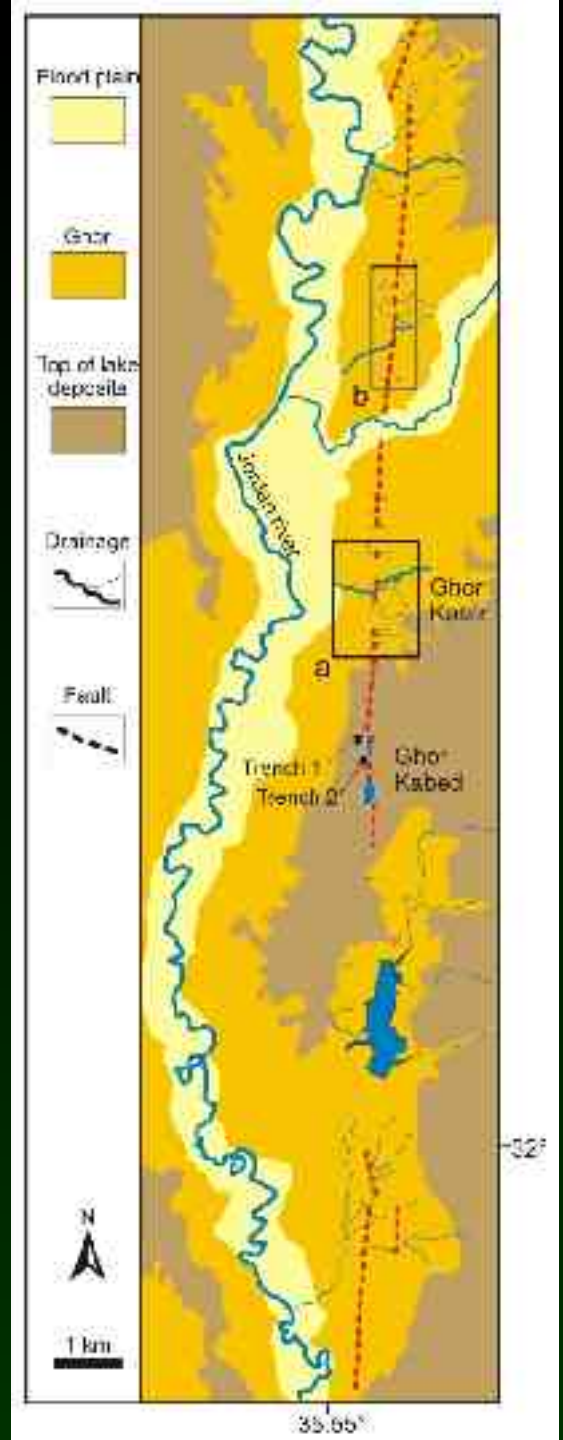 Flood plain
Ghor
Top of lake
deposits
Drainage
Fault
N
1 km
Jordan river
b
a
Ghor
Kabir
Trench 1
Trench 2
Ghor
Kabed
32°
35.55°